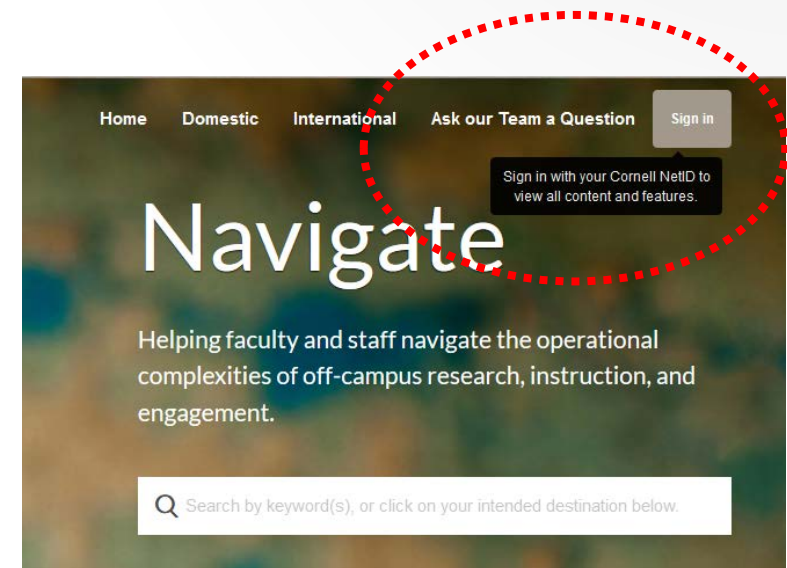 Home Domestic International Ask our Team a Question Sign in
Sign in with your Cornell NetID to
view all content and features.
Navigate
Helping faculty and staff navigate the operational
complexities of off-campus research, instruction, and
engagement.
Search by keyword(s), or click on your intended destination below.